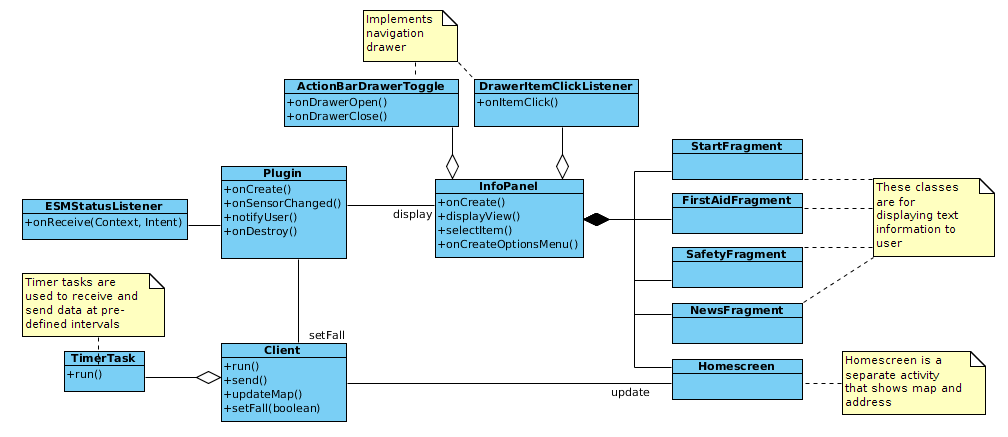 Implements
navigation
drawer
ActionBarDrawerToggle
+onDrawerOpen()
+onDrawerClose()
DrawerItemClickListener
+onItemClick()
Plugin
+onCreate()
+onSensorChanged()
+notifyUser()
+onDestroy()
ESMStatusListener
+onReceive(Context, Intent)
display
InfoPanel
+onCreate()
+displayView()
+selectItem()
+onCreateOptionsMenu()
StartFragment
FirstAidFragment
SafetyFragment
NewsFragment
Homescreen
These classes
are for
displaying text
information to
user
Timer tasks are
used to receive and
send data at pre-
defined intervals
TimerTask
+run()
setFall
Client
+run()
+send()
+updateMap()
+setFall(boolean)
update
Homescreen is a
separate activity
that shows map and
address